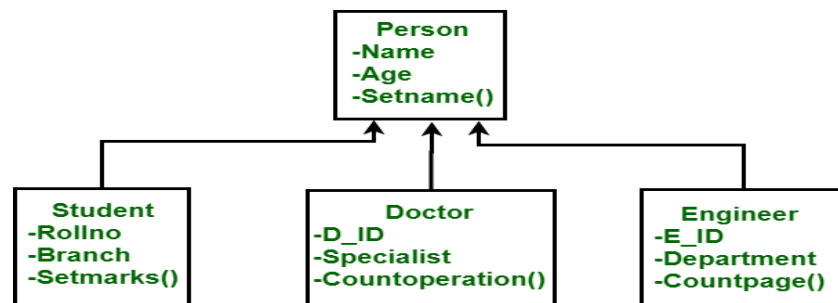 Person
-Name
-Age
-Setname()
Student
-Rollno
-Branch
-Setmarks()
Doctor
-D_ID
-Specialist
-Countoperation()
Engineer
-E_ID
-Department
-Countpage()